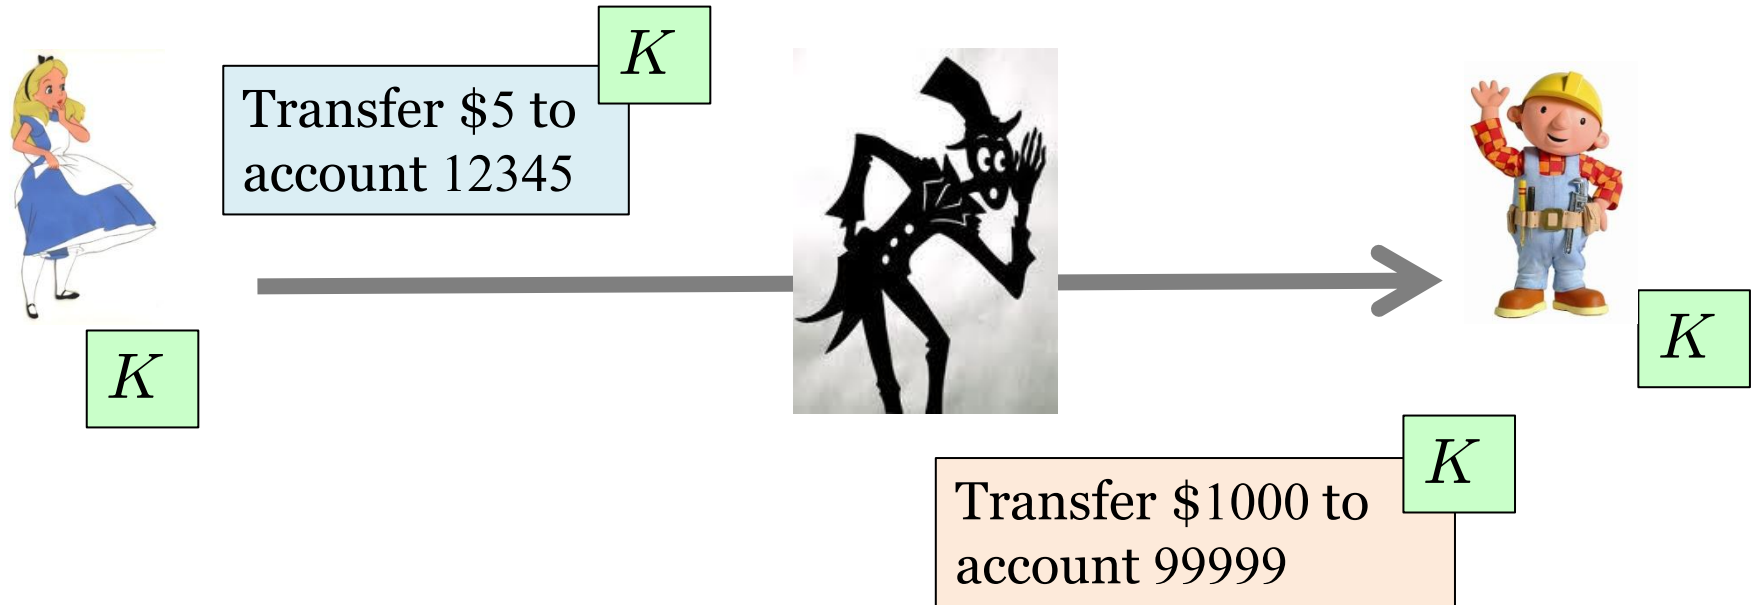 K
Transfer $5 to
account 12345
K
K
K
Transfer $1000 to
account 99999